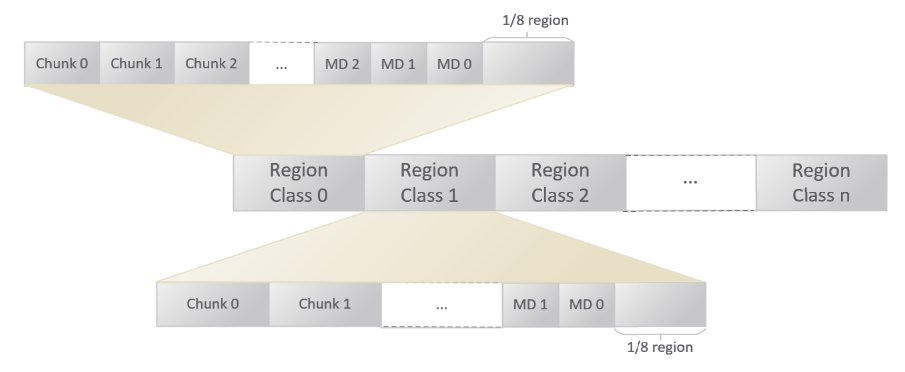 1/8 region
Chunk 0 Chunk 1 Chunk 2 ... MD 2 MD 1 MD 0
Region Class 0
Region Class 1
Region Class 2
...
Region Class n
Chunk 0 Chunk 1 ... MD 1 MD 0
1/8 region